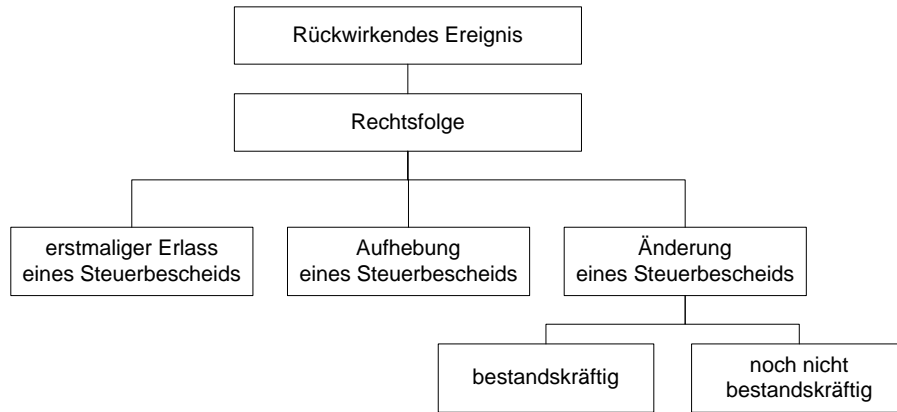 Rückwirkendes Ereignis
Rechtsfolge
erstmaliger Erlass
eines Steuerbescheids
Aufhebung
eines Steuerbescheids
Änderung
eines Steuerbescheids
bestandskräftig
noch nicht
bestandskräftig